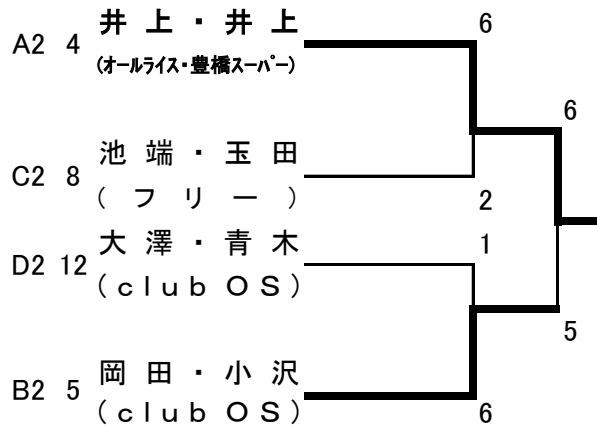 A2 4 井上・井上 6
(オールライス・豊橋スーパー)
6
C2 8 池端・玉田
(フリー) 2
D2 12 大澤・青木 1
(club OS)
5
B2 5 岡田・小沢
(club OS) 6